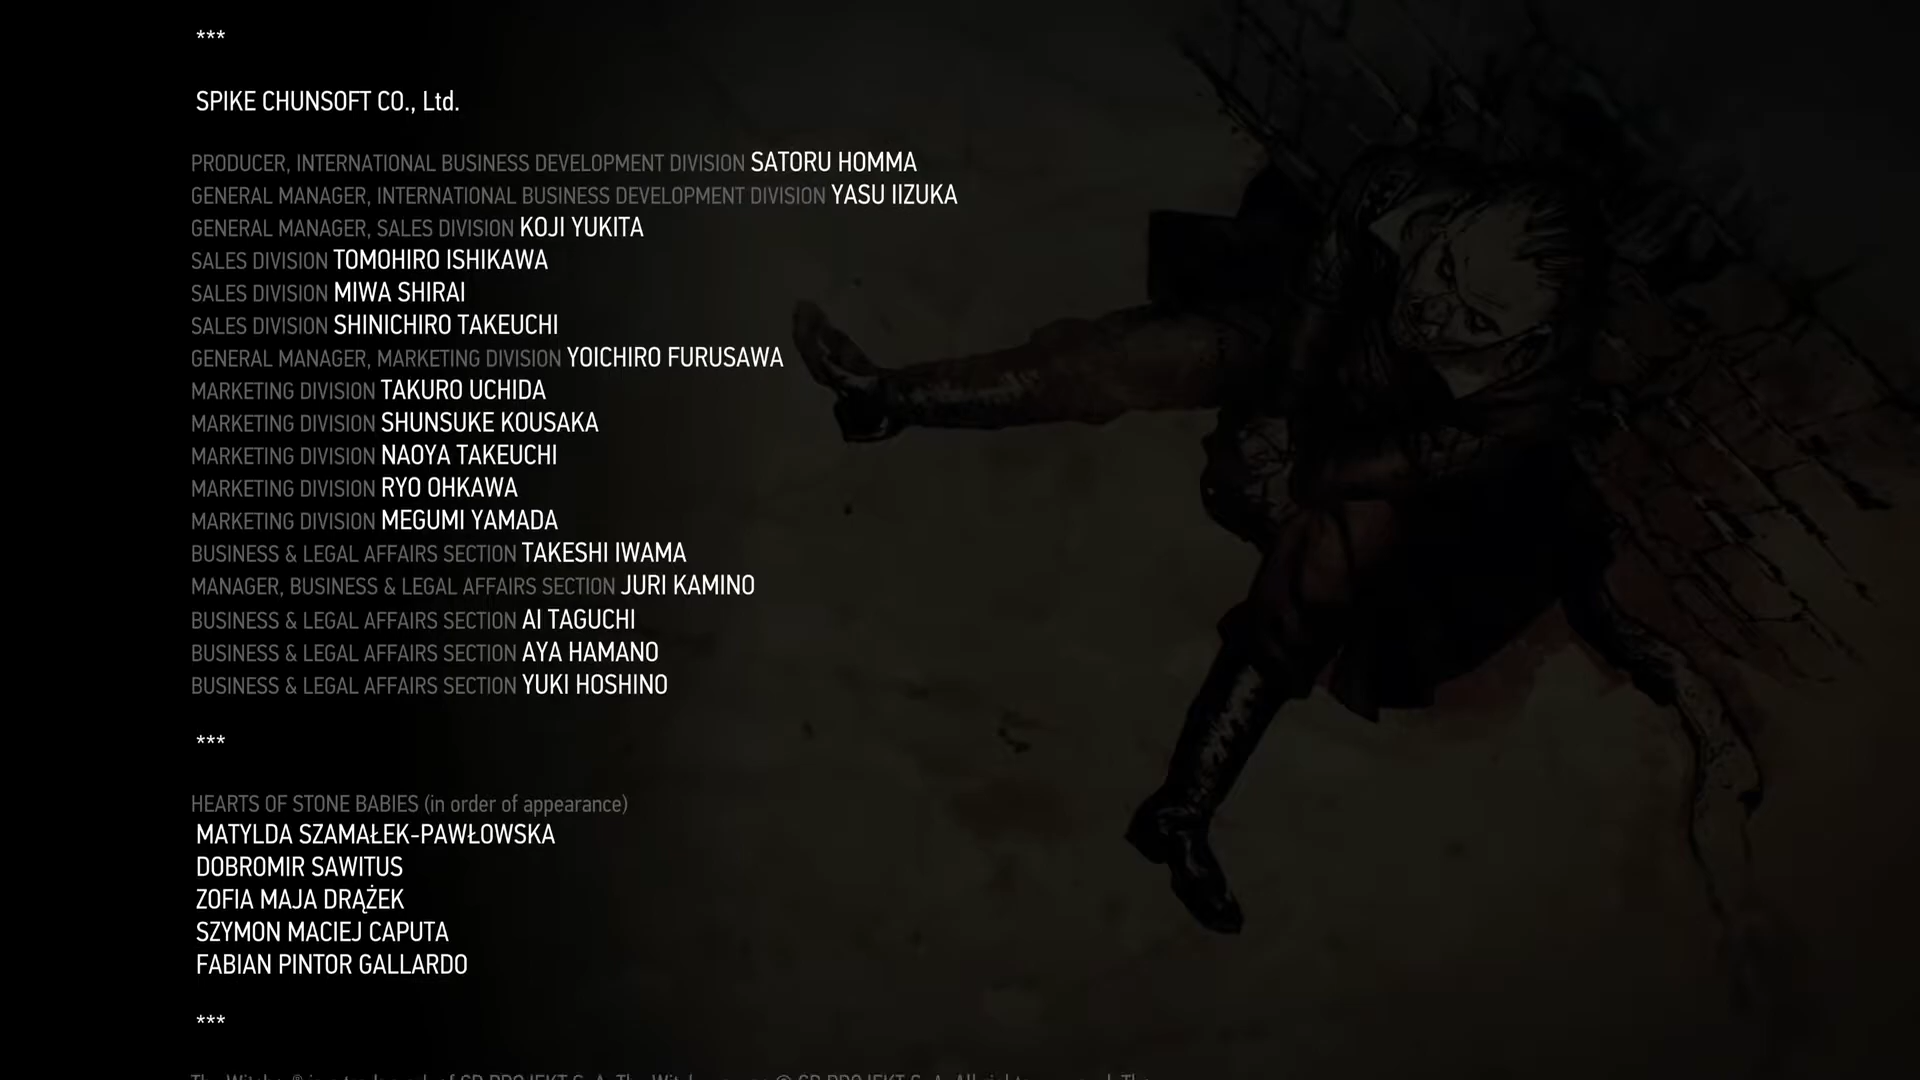 ***
SPIKE CHUNSOFT CO., Ltd.
PRODUCER, INTERNATIONAL BUSINESS DEVELOPMENT DIVISION SATORU HOMMA
GENERAL MANAGER, INTERNATIONAL BUSINESS DEVELOPMENT DIVISION YASU IIZUKA
GENERAL MANAGER, SALES DIVISION KOJI YUKITA
SALES DIVISION TOMOHIRO ISHIKAWA
SALES DIVISION MIWA SHIRAI
SALES DIVISION SHINICHIRO TAKEUCHI
GENERAL MANAGER, MARKETING DIVISION YOICHIRO FURUSAWA
MARKETING DIVISION TAKURO UCHIDA
MARKETING DIVISION SHUNSUKE KOUSAKA
MARKETING DIVISION NAOYA TAKEUCHI
MARKETING DIVISION RYO OHKAWA
MARKETING DIVISION MEGUMI YAMADA
BUSINESS & LEGAL AFFAIRS SECTION TAKESHI IWAMA
MANAGER, BUSINESS & LEGAL AFFAIRS SECTION JURI KAMINO
BUSINESS & LEGAL AFFAIRS SECTION AI TAGUCHI
BUSINESS & LEGAL AFFAIRS SECTION AYA HAMANO
BUSINESS & LEGAL AFFAIRS SECTION YUKI HOSHINO
***
HEARTS OF STONE BABIES (in order of appearance)
MATYLDA SZAMAŁEK-PAWŁOWSKA
DOBROMIR SAWITUS
ZOFIA MAJA DRĄŻEK
SZYMON MACIEJ CAPUTA
FABIAN PINTOR GALLARDO
***